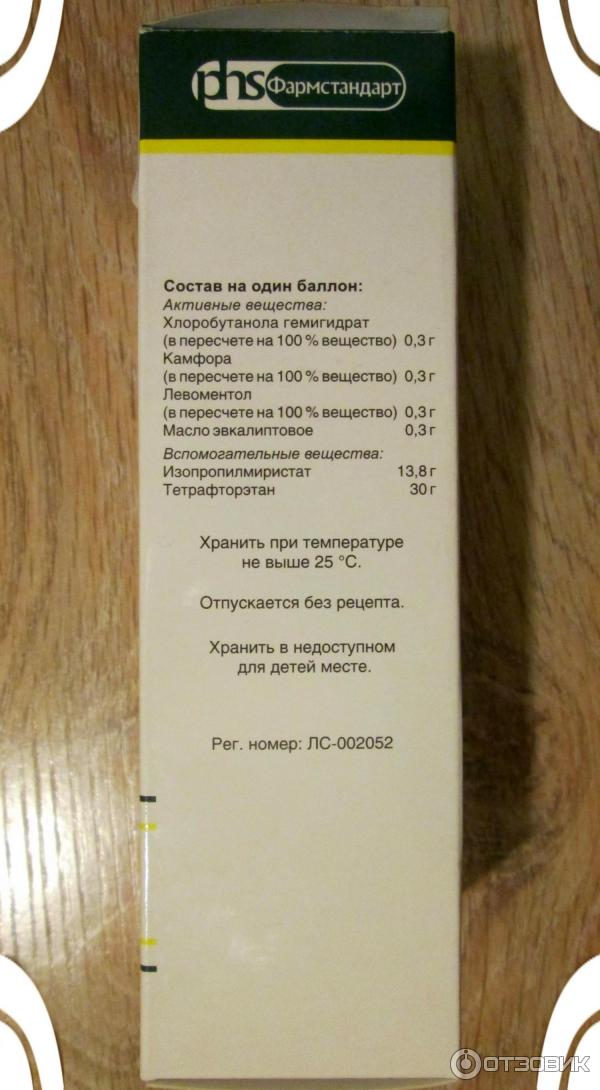 phs Фармстандарт
Состав на один баллон:
Активные вещества:
Хлоробутанола гемигидрат
(в пересчете на 100 % вещество) 0,3 г
Камфора
(в пересчете на 100 % вещество) 0,3 г
Левоментол
(в пересчете на 100 % вещество) 0,3 г
Масло эвкалиптовое 0,3 г
Вспомогательные вещества:
Изопропилмиристат 13,8 г
Тетрафторэтан 30 г
Хранить при температуре
не выше 25 °С.
Отпускается без рецепта.
Хранить в недоступном
для детей месте.
Рег. номер: ЛС-002052
ОТЗОВИК